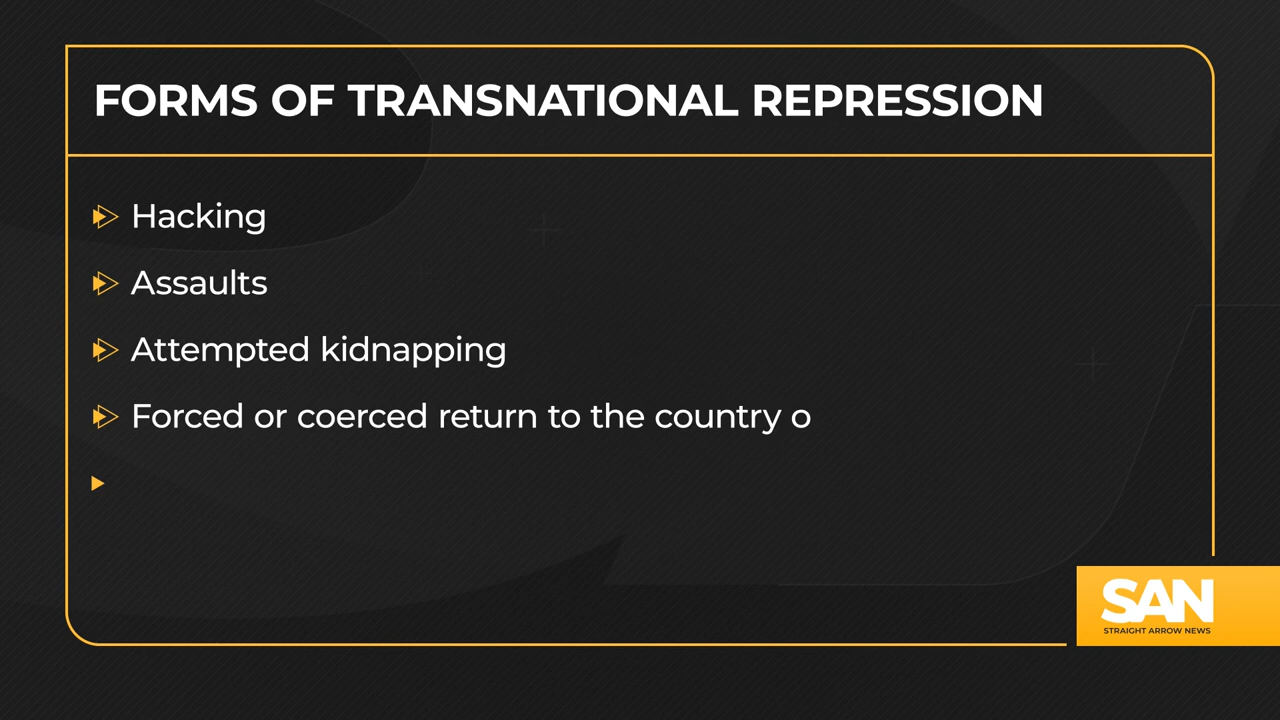 FORMS OF TRANSNATIONAL REPRESSION
Hacking
Assaults
Attempted kidnapping
Forced or coerced return to the country o
SAN
STRAIGHT ARROW NEWS